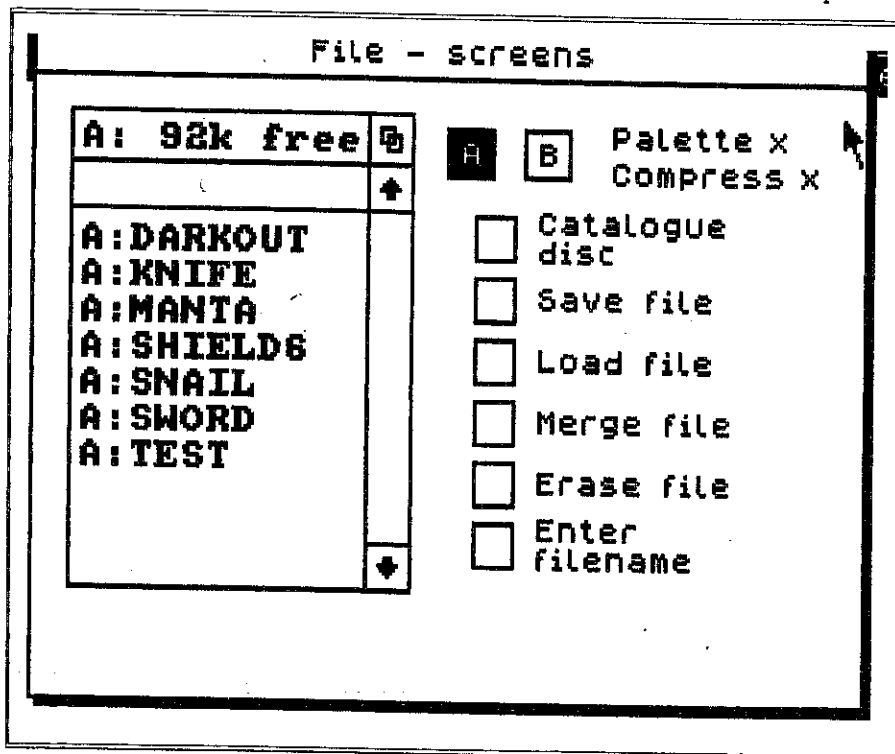 File - screens
A: 92k free
A B Palette x
Compress x
A:DARKOUT
A:KNIFE
A:MANTA
A:SHIELD6
A:SNAIL
A:SWORD
A:TEST
Catalogue
disc
Save file
Load file
Merge file
Erase file
Enter
filename